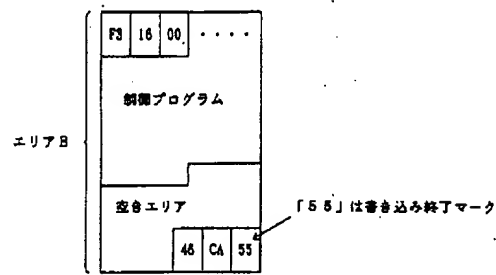 F3 16 00 ・・・・
制御プログラム
エリアB
空きエリア
「55」は書き込み終了マーク
46 CA 55